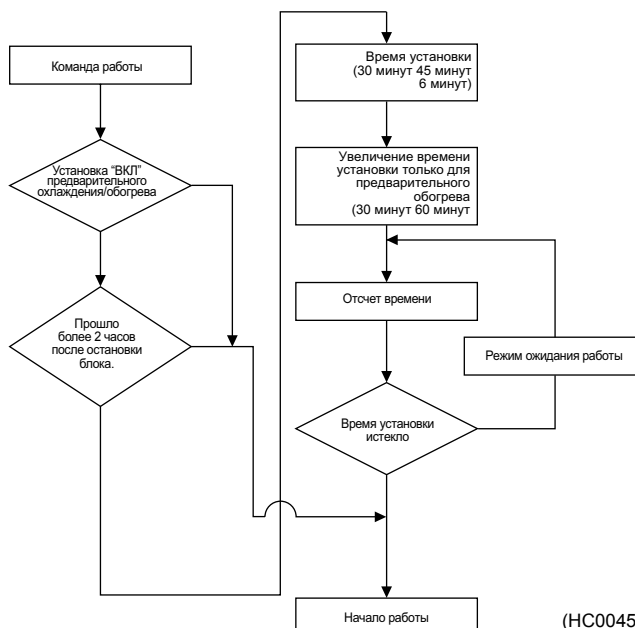 Команда работы
Установка “ВКЛ”
предварительного
охлаждения/обогрева
Прошло
более 2 часов
после остановки
блока.
Время установки
(30 минут 45 минут
6 минут)
Увеличение времени
установки только для
предварительного
обогрева
(30 минут 60 минут
Отсчет времени
Режим ожидания работы
Время установки
истекло
Начало работы
(HC0045